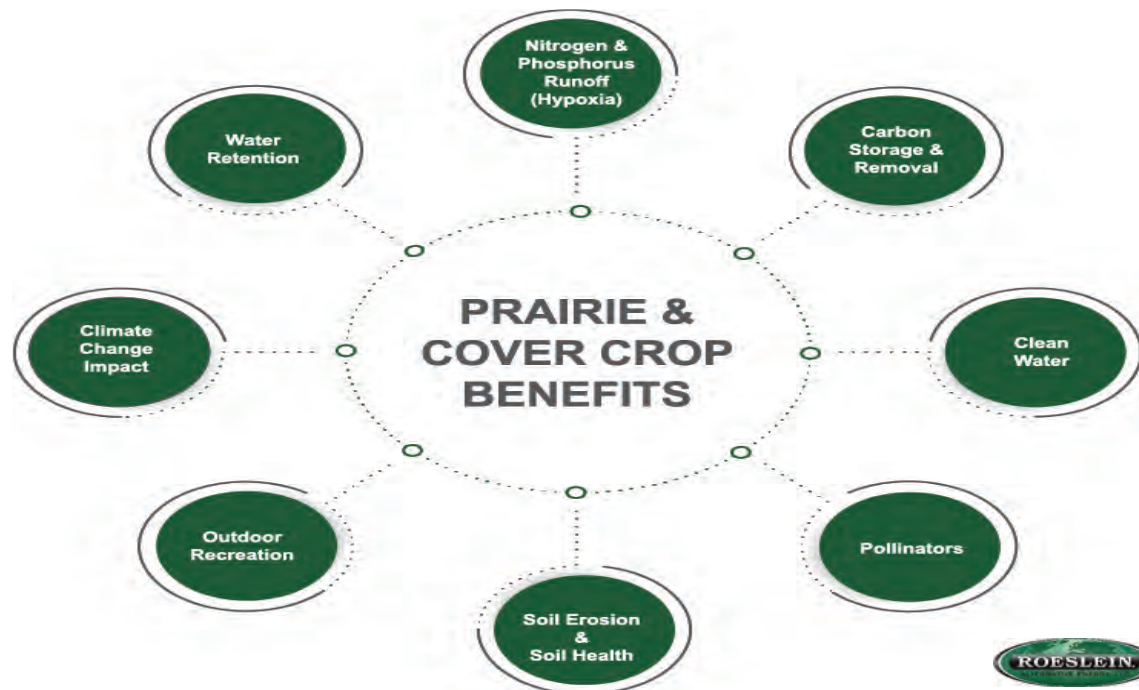 Nitrogen &
Phosphorus
Runoff
(Hypoxia)
Water
Retention
Carbon
Storage &
Removal
PRAIRIE &
COVER CROP
BENEFITS
Climate
Change
Impact
Clean
Water
Outdoor
Recreation
Pollinators
Soil Erosion
&
Soil Health
ROESLEIN